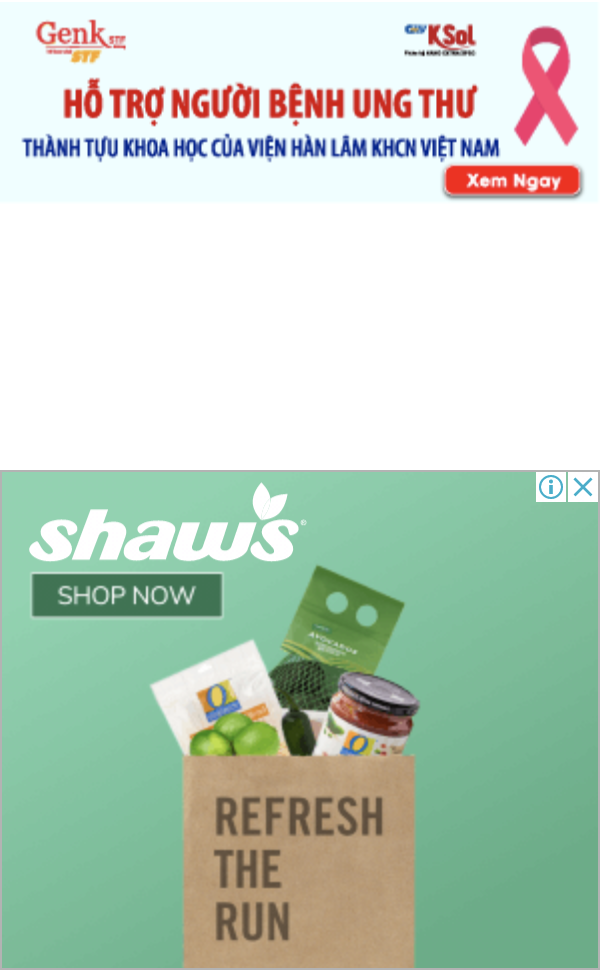 Genk STF
STF
KSol
HỖ TRỢ NGƯỜI BỆNH UNG THƯ
THÀNH TỰU KHOA HỌC CỦA VIỆN HÀN LÂM KHCN VIỆT NAM
Xem Ngay
shaw's®
SHOP NOW
AVOCADOS
O
REFRESH
THE
RUN